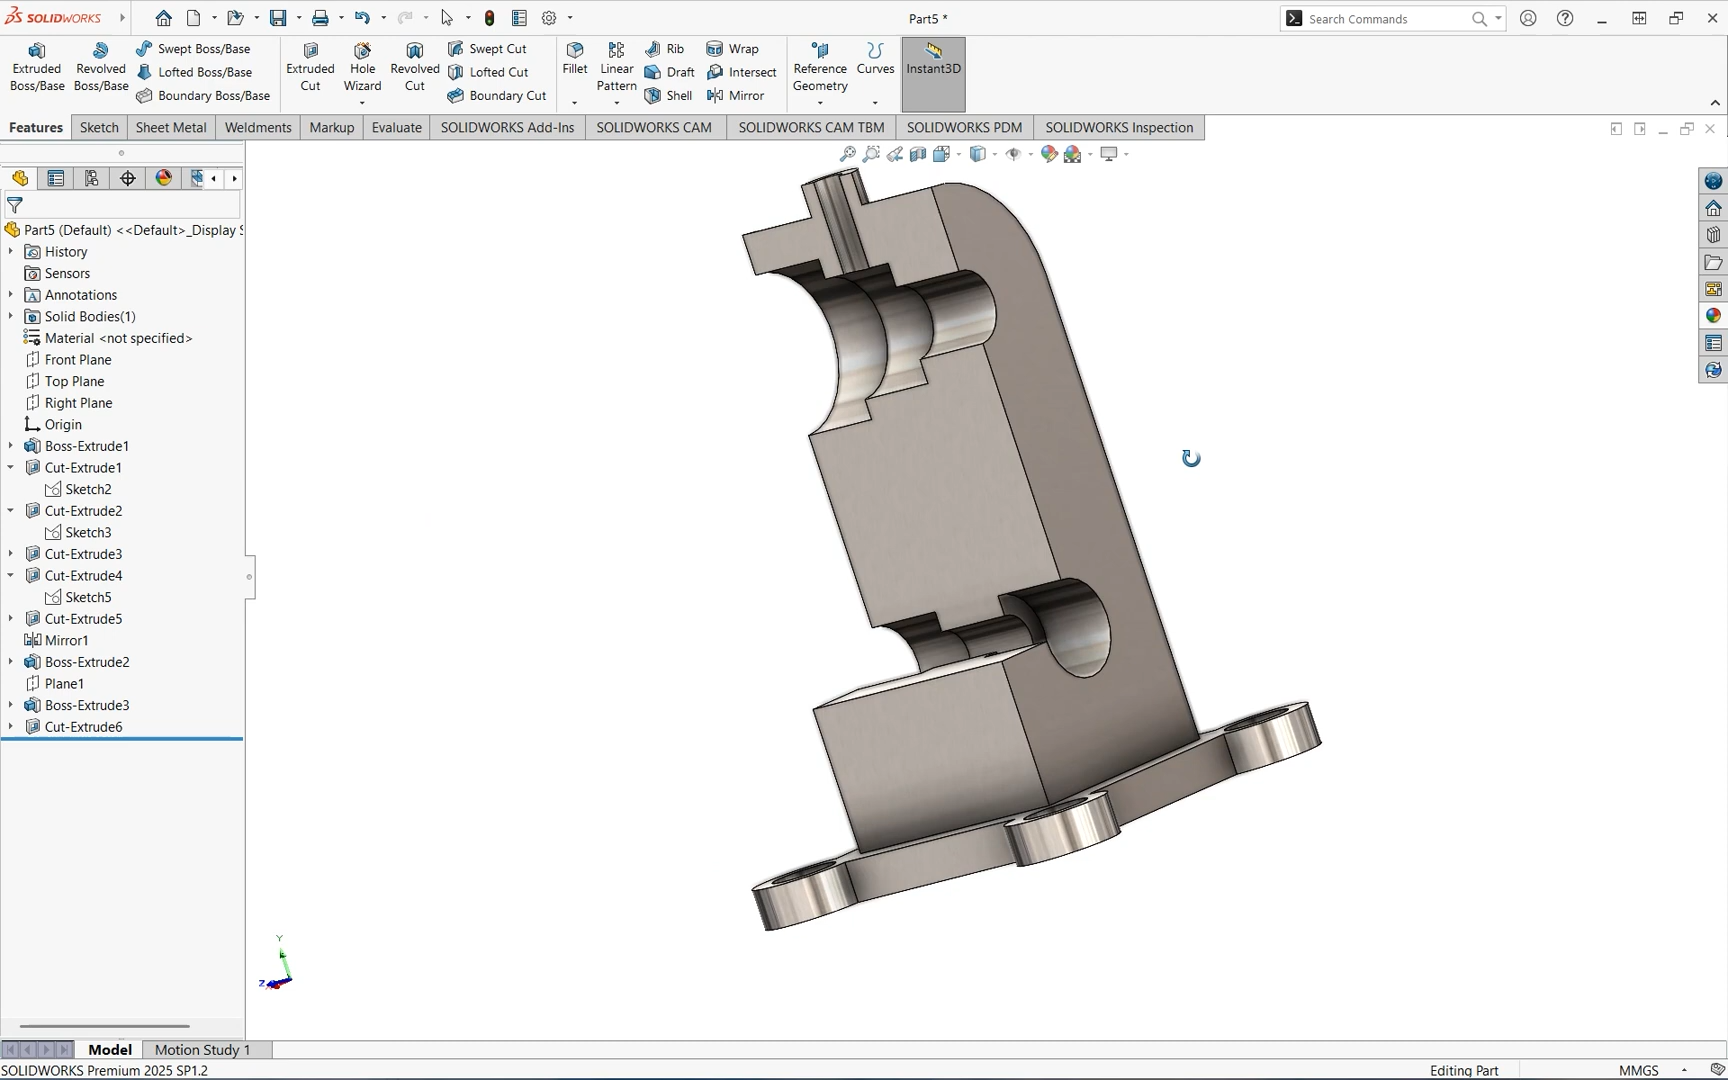 SOLIDWORKS
Part5 *
Search Commands
Extruded Boss/Base
Revolved Boss/Base
Swept Boss/Base
Lofted Boss/Base
Boundary Boss/Base
Extruded Cut
Hole Wizard
Revolved Cut
Swept Cut
Lofted Cut
Boundary Cut
Fillet
Linear Pattern
Rib
Draft
Shell
Wrap
Intersect
Mirror
Reference Geometry
Curves
Instant3D
Features
Sketch
Sheet Metal
Weldments
Markup
Evaluate
SOLIDWORKS Add-Ins
SOLIDWORKS CAM
SOLIDWORKS CAM TBM
SOLIDWORKS PDM
SOLIDWORKS Inspection
Part5 (Default) <<Default>_Display S
History
Sensors
Annotations
Solid Bodies(1)
Material <not specified>
Front Plane
Top Plane
Right Plane
Origin
Boss-Extrude1
Cut-Extrude1
Sketch2
Cut-Extrude2
Sketch3
Cut-Extrude3
Cut-Extrude4
Sketch5
Cut-Extrude5
Mirror1
Boss-Extrude2
Plane1
Boss-Extrude3
Cut-Extrude6
Y
Z
Model
Motion Study 1
SOLIDWORKS Premium 2025 SP1.2
Editing Part
MMGS